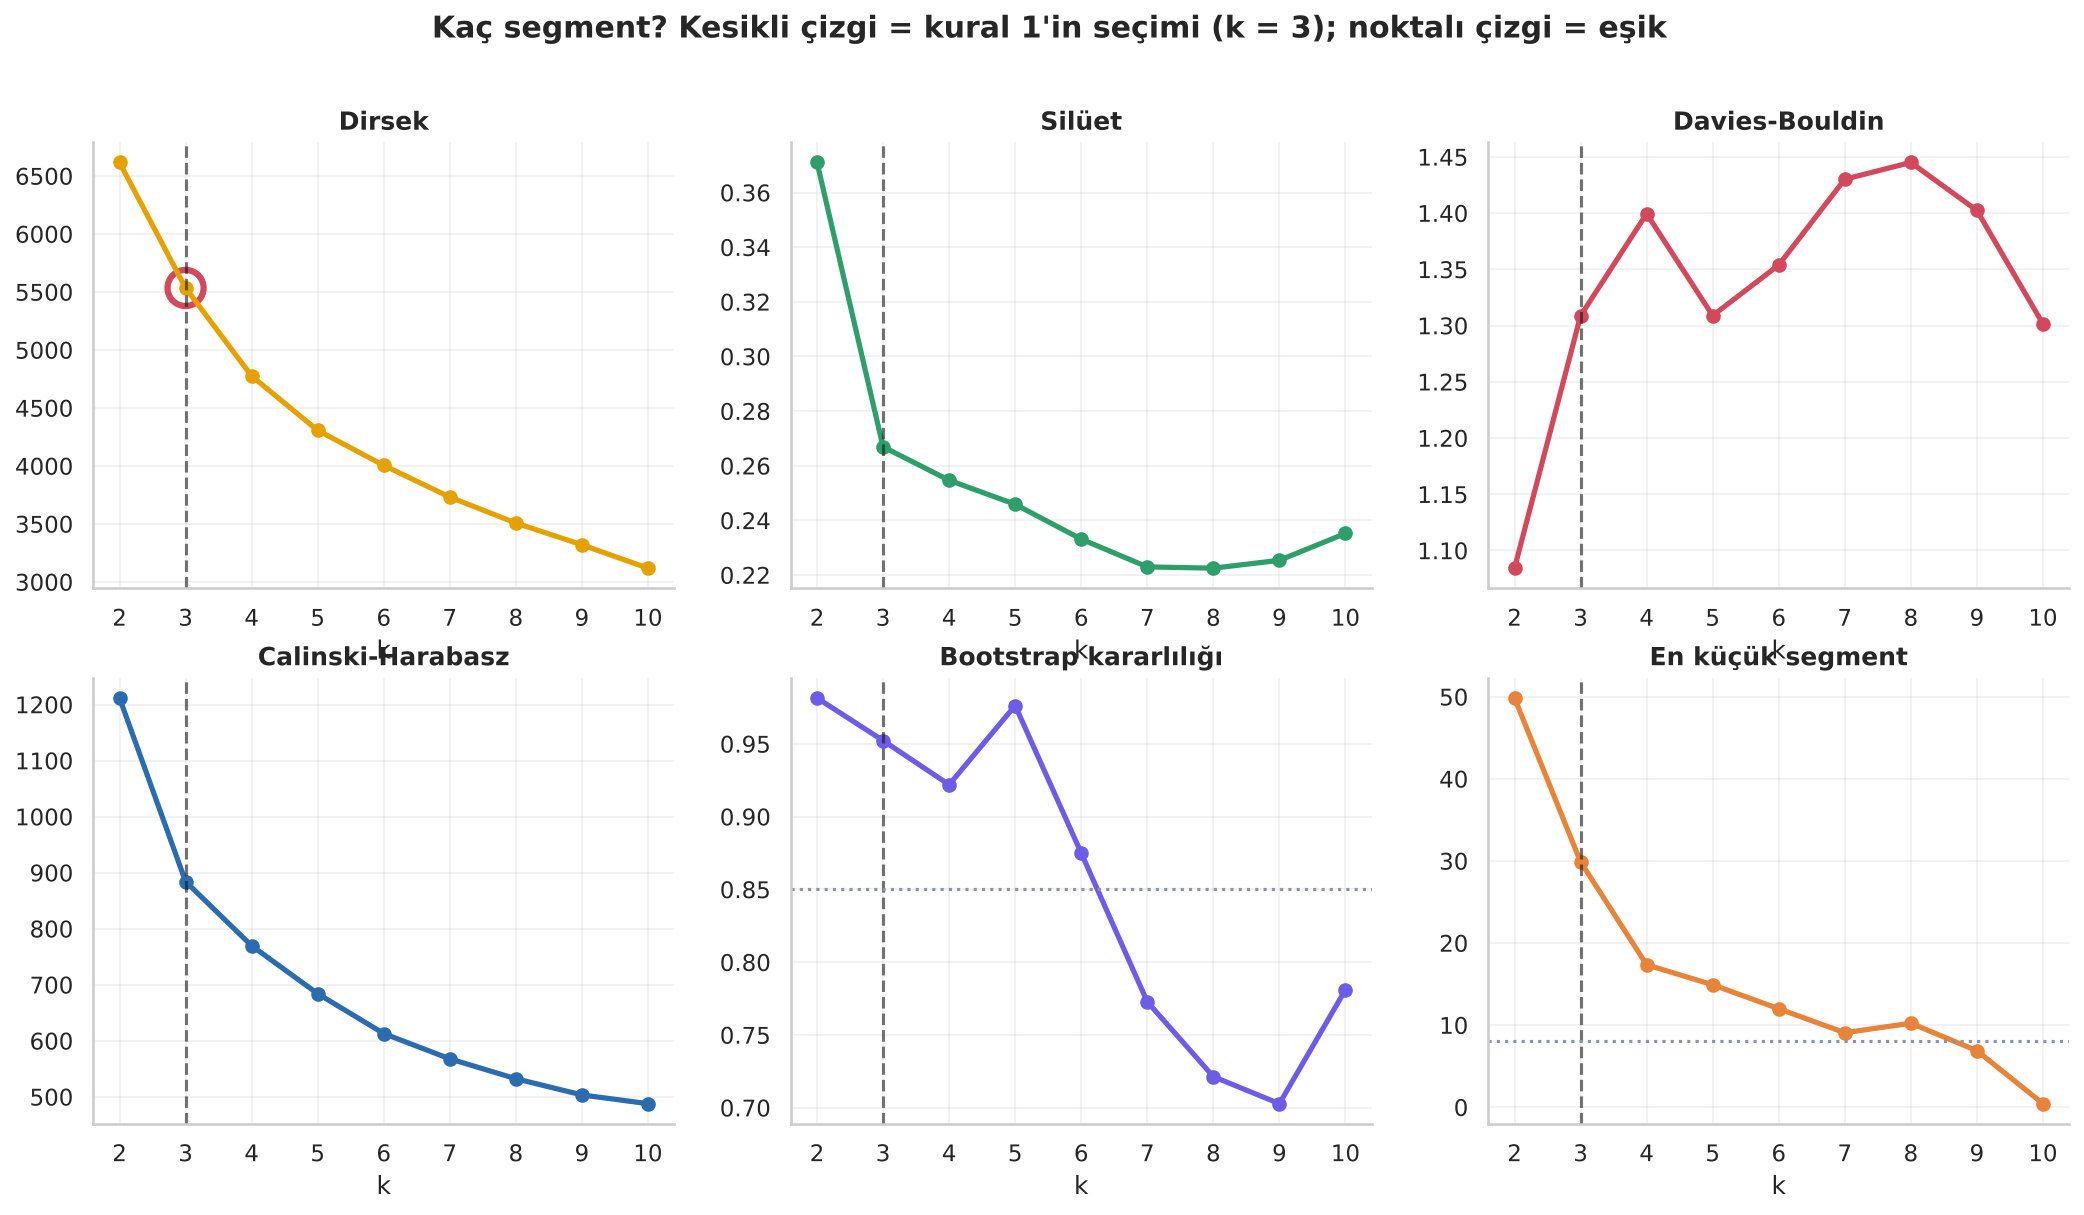 Kaç segment? Kesikli çizgi = kural 1'in seçimi (k = 3); noktalı çizgi = eşik
Dirsek
6500
6000
5500
5000
4500
4000
3500
3000
2 3 4 5 6 7 8 9 10
k
Silüet
0.36
0.34
0.32
0.30
0.28
0.26
0.24
0.22
2 3 4 5 6 7 8 9 10
k
Davies-Bouldin
1.45
1.40
1.35
1.30
1.25
1.20
1.15
1.10
2 3 4 5 6 7 8 9 10
k
Calinski-Harabasz
1200
1100
1000
900
800
700
600
500
2 3 4 5 6 7 8 9 10
k
Bootstrap kararlılığı
0.95
0.90
0.85
0.80
0.75
0.70
2 3 4 5 6 7 8 9 10
k
En küçük segment
50
40
30
20
10
0
2 3 4 5 6 7 8 9 10
k